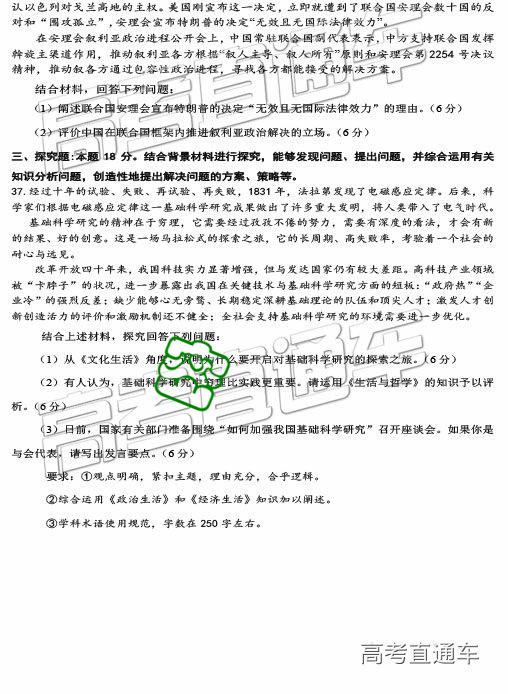 认以色列对戈兰高地的主权。美国刚宣布这一决定，立即就遭到了联合国安理会数十国的反
对和“围攻孤立”，安理会宣布特朗普的决定“无效且无国际法律效力”。
在安理会叙利亚政治进程公开会上，中国常驻联合国副代表表示，中方支持联合国发挥
斡旋主渠道作用，推动叙利亚各方根据“叙人主导、叙人所有”原则和安理会第 2254 号决议
精神，推动叙各方通过包容性政治进程，寻找各方都能接受的解决方案。
结合材料，回答下列问题：
（1）阐述联合国安理会宣布特朗普的决定“无效且无国际法律效力”的理由。（6 分）
（2）评价中国在联合国框架内推进叙利亚政治解决的立场。（6 分）
三、探究题:本题 18 分。结合背景材料进行探究，能够发现问题、提出问题，并综合运用有关
知识分析问题，创造性地提出解决问题的方案、策略等。
37.经过十年的试验、失败、再试验、再失败，1831 年，法拉第发现了电磁感应定律。后来，科
学家们根据电磁感应定律这一基础科学研究成果做出了许多重大发明，将人类带入了电气时代。
基础科学研究的精神在于穷理，它需要经过孜孜不倦的努力，需要有深度的看法，才会有新
的结果、好的创意。这是一场马拉松式的探索之旅，它的长周期、高失败率，考验着一个社会的
耐心与远见。
改革开放四十年来，我国科技实力显著增强，但与发达国家仍有较大差距。高科技产业领域
被“卡脖子”的状况，进一步暴露出我国在关键技术与基础科学研究方面的短板：“政府热”“企
业冷”的强烈反差；缺少能够心无旁骛、长期稳定深耕基础理论的队伍和顶尖人才；激发人才创
新创造活力的评价和激励机制还不健全；全社会支持基础科学研究的环境需要进一步优化。
结合上述材料，探究回答下列问题：
（1）从《文化生活》角度，说明为什么要开启对基础科学研究的探索之旅。（6 分）
（2）有人认为，基础科学研究中穷理比实践更重要。请运用《生活与哲学》的知识予以评
析。（6 分）
（3）日前，国家有关部门准备围绕“如何加强我国基础科学研究”召开座谈会。如果你是
与会代表，请写出发言要点。（6 分）
要求：①观点明确，紧扣主题，理由充分，合乎逻辑。
②综合运用《政治生活》和《经济生活》知识加以阐述。
③学科术语使用规范，字数在 250 字左右。
高考直通车
高考直通车
高考直通车